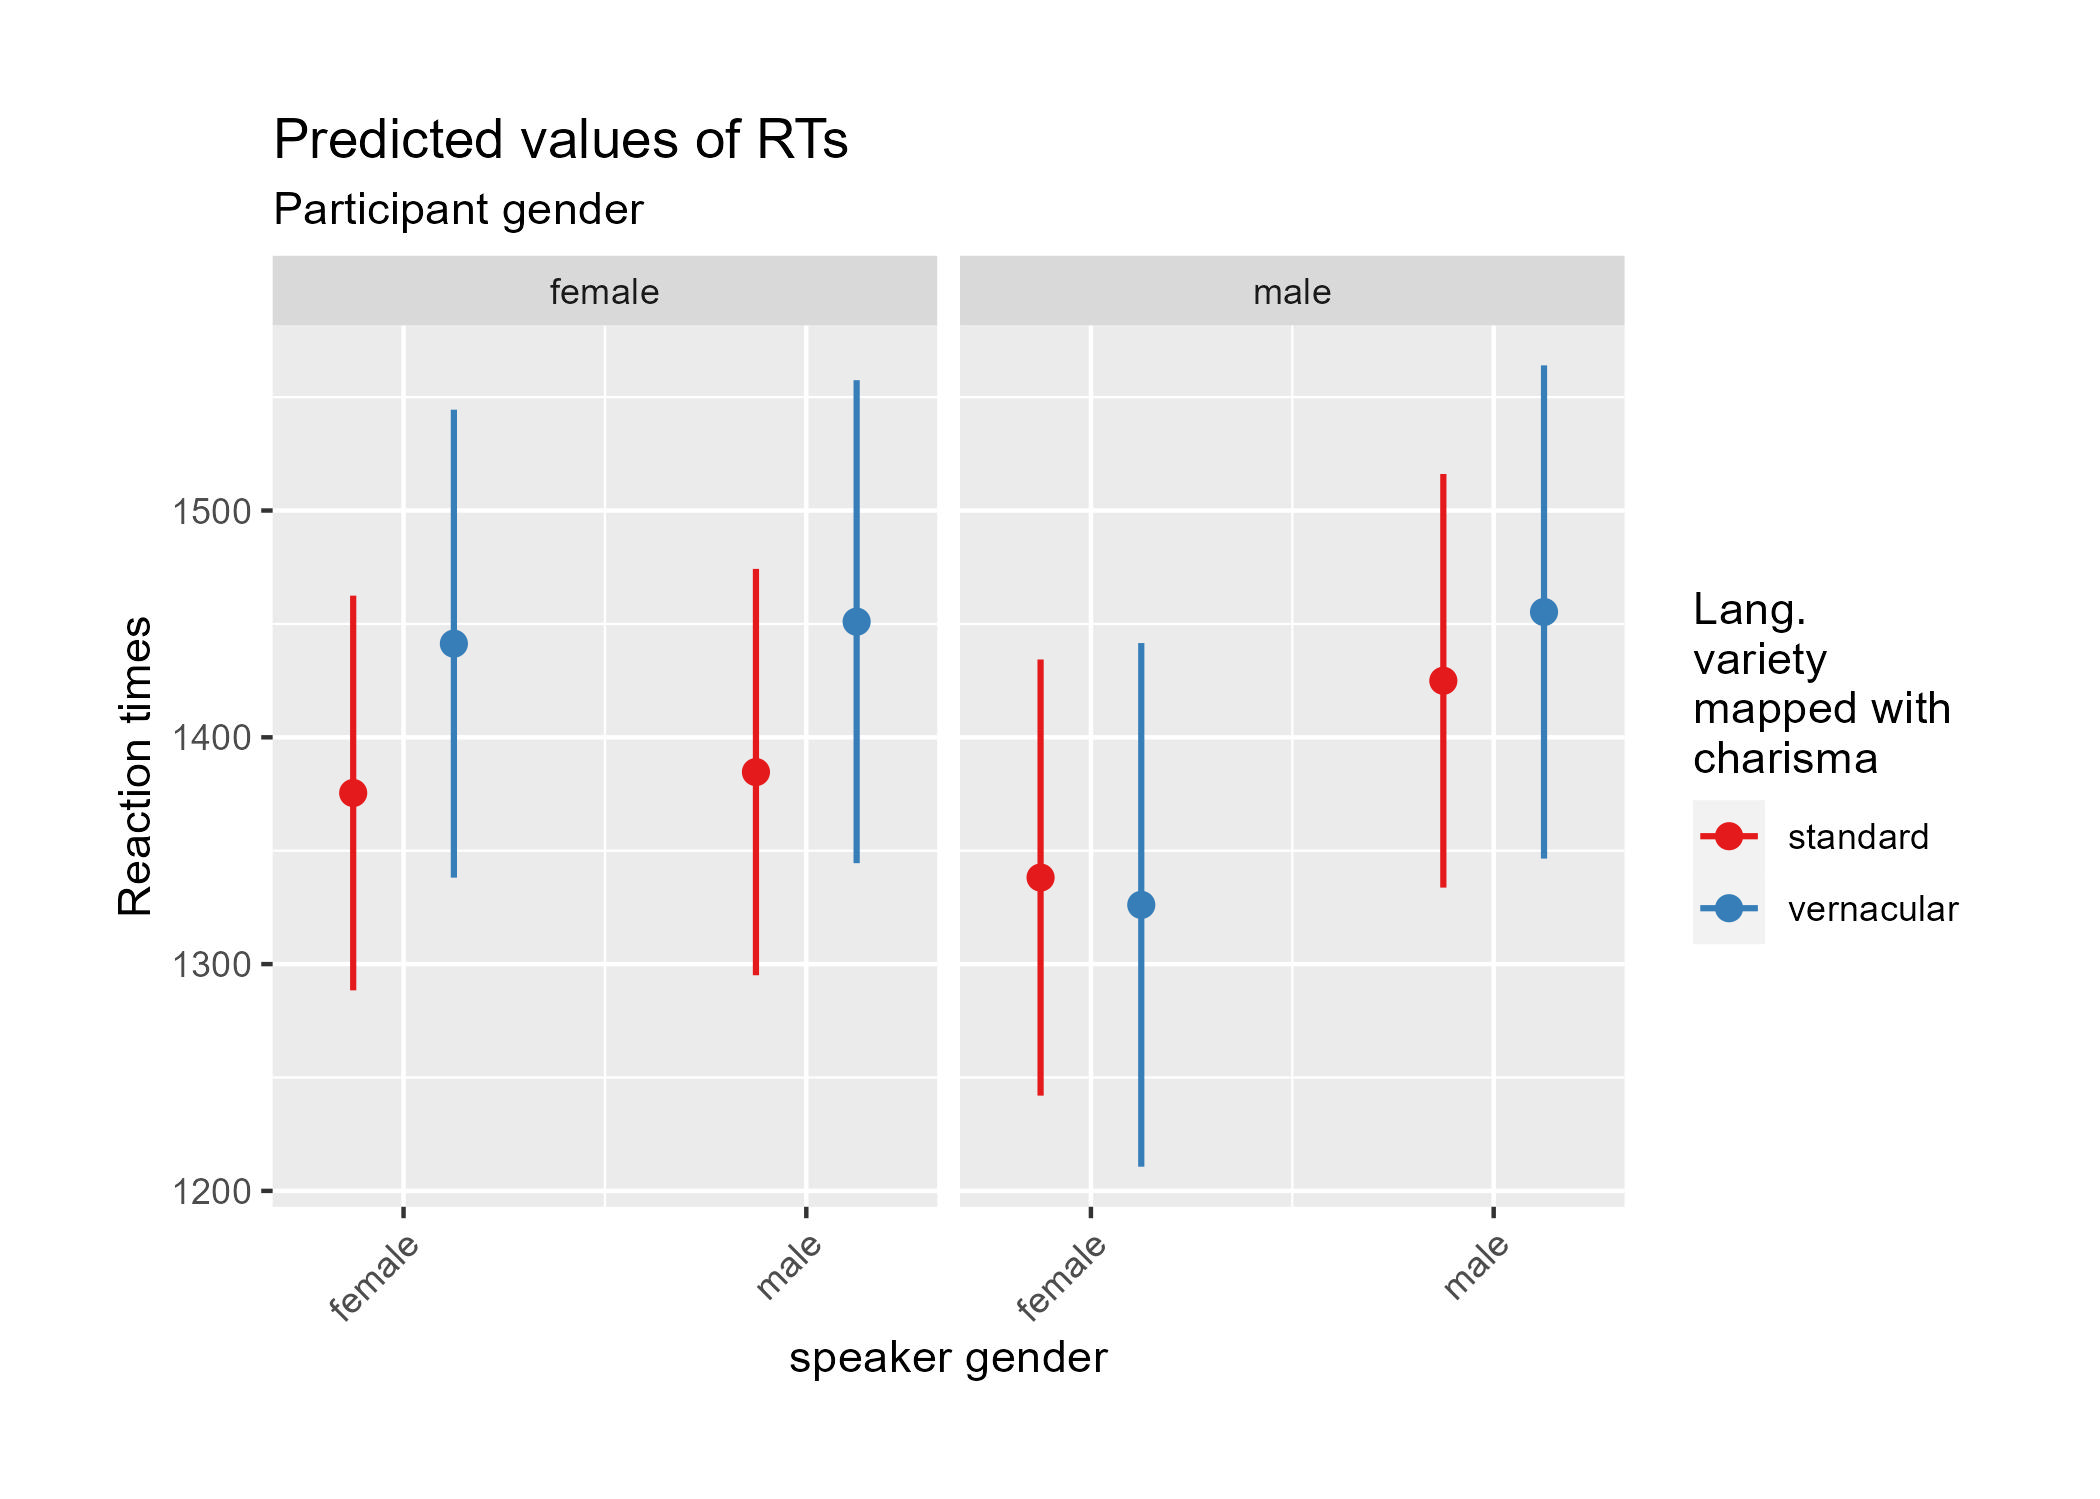 Predicted values of RTs
Participant gender
female
male
Reaction times
1500
1400
1300
1200
female
male
female
male
speaker gender
Lang.
variety
mapped with
charisma
standard
vernacular